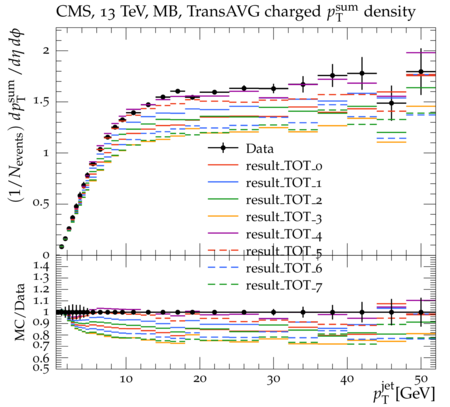 CMS, 13 TeV, MB, TransAVG charged p_T^sum density
(1/N_events) dp_T^sum/dη dφ
2
1.5
1
0.5
0
Data
result_TOT_0
result_TOT_1
result_TOT_2
result_TOT_3
result_TOT_4
result_TOT_5
result_TOT_6
result_TOT_7
MC/Data
1.4
1.3
1.2
1.1
1
0.9
0.8
0.7
0.6
0.5
10 20 30 40 50
p_T^jet [GeV]